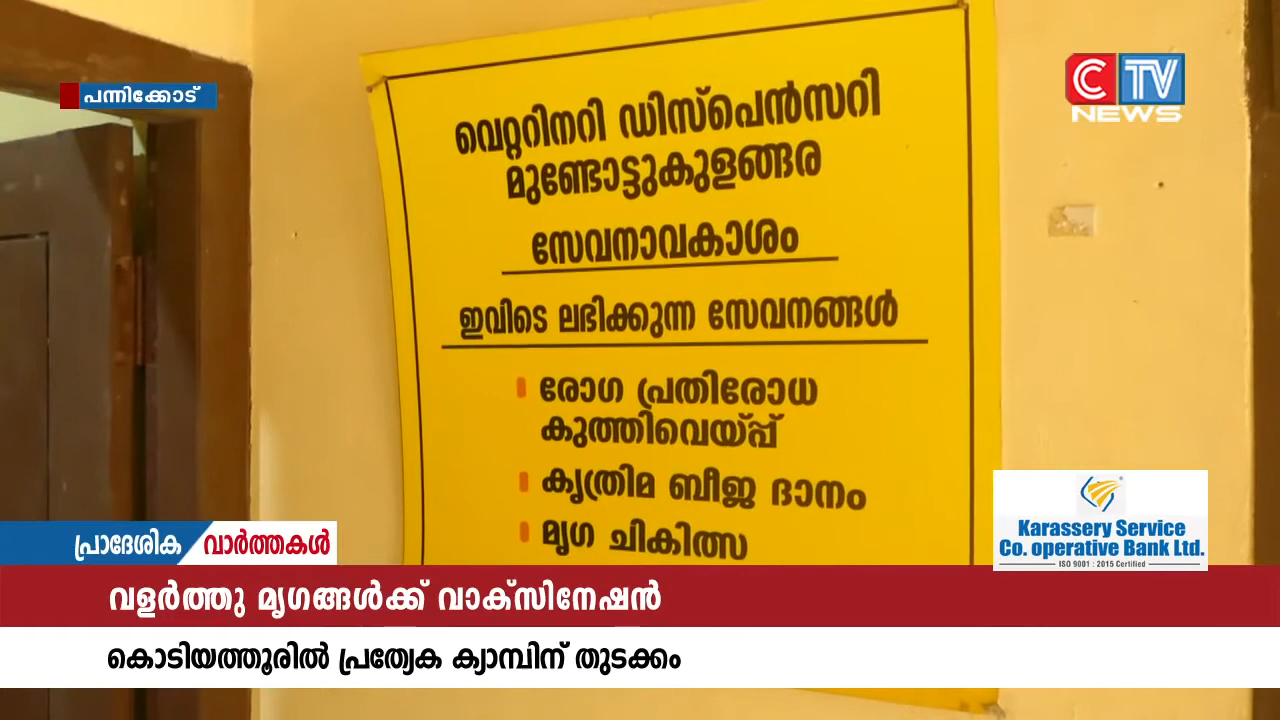 പന്നിക്കോട്
CTV
NEWS
വെറ്ററിനറി ഡിസ്പെൻസറി
മുണ്ടോട്ടുകുളങ്ങര
സേവനാവകാശം
ഇവിടെ ലഭിക്കുന്ന സേവനങ്ങൾ
രോഗ പ്രതിരോധ
കുത്തിവെയ്പ്പ്
കൃത്രിമ ബീജ ദാനം
മൃഗ ചികിത്സ
Karassery Service
Co. operative Bank Ltd.
ISO 9001 : 2015 Certified
പ്രാദേശിക വാർത്തകൾ
വളർത്തു മൃഗങ്ങൾക്ക് വാക്സിനേഷൻ
കൊടിയത്തൂരിൽ പ്രത്യേക ക്യാമ്പിന് തുടക്കം